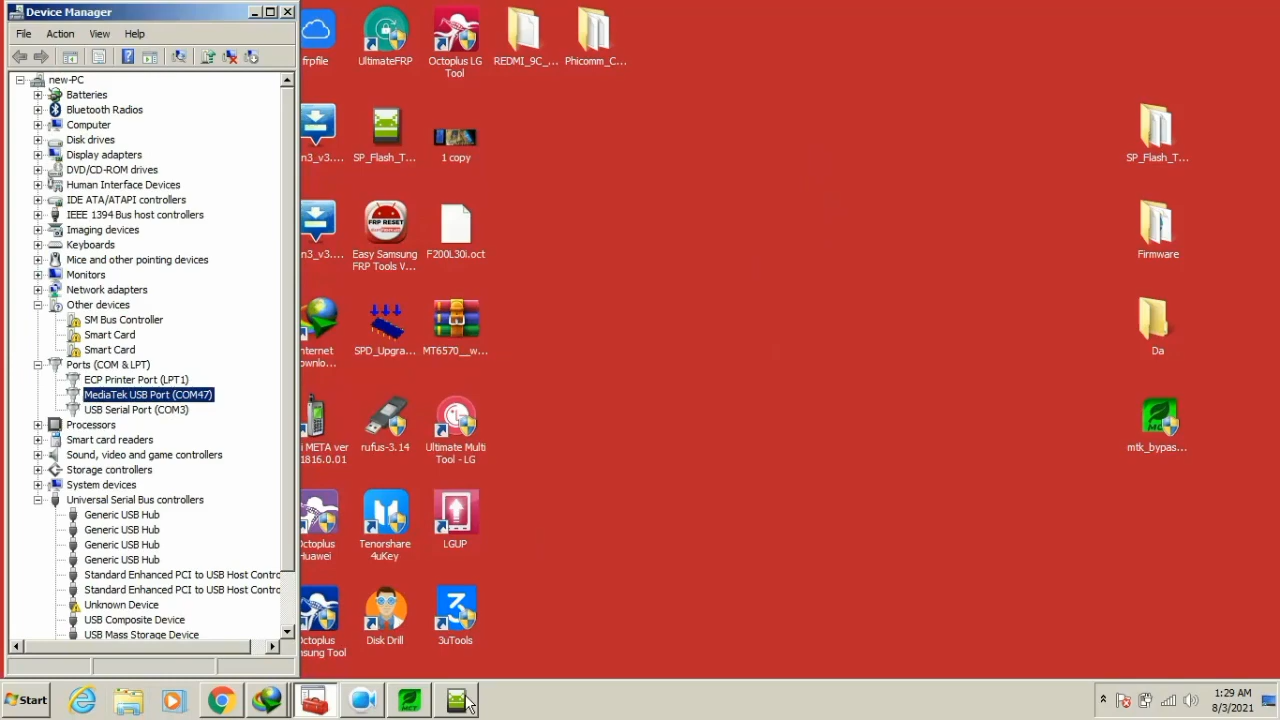 Device Manager
File Action View Help
new-PC
Batteries
Bluetooth Radios
Computer
Disk drives
Display adapters
DVD/CD-ROM drives
Human Interface Devices
IDE ATA/ATAPI controllers
IEEE 1394 Bus host controllers
Imaging devices
Keyboards
Mice and other pointing devices
Monitors
Network adapters
Other devices
SM Bus Controller
Smart Card
Smart Card
Ports (COM & LPT)
ECP Printer Port (LPT1)
MediaTek USB Port (COM47)
USB Serial Port (COM3)
Processors
Smart card readers
Sound, video and game controllers
Storage controllers
System devices
Universal Serial Bus controllers
Generic USB Hub
Generic USB Hub
Generic USB Hub
Generic USB Hub
Standard Enhanced PCI to USB Host Contro
Standard Enhanced PCI to USB Host Contro
Unknown Device
USB Composite Device
USB Mass Storage Device
frpfile
UltimateFRP
Octoplus LG
Tool
REDMI_9C_...
Phicomm_C...
n3_v3....
SP_Flash_T...
1 copy
SP_Flash_T...
n3_v3....
FRP RESET
Easy Samsung
FRP Tools V...
F200L30i.oct
Firmware
nternet
ownlo...
SPD_Upgra...
MT6570__w...
Da
i META ver
1816.0.01
rufus-3.14
Ultimate Multi
Tool - LG
MCT
mtk_bypas...
Octoplus
Huawei
Tenorshare
4uKey
LGUP
Octoplus
msung Tool
Disk Drill
3
3uTools
Start
MCT
1:29 AM
8/3/2021